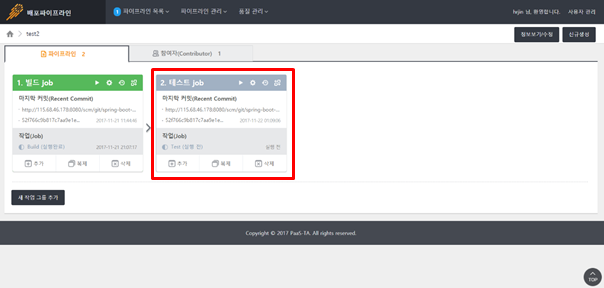 배포파이프라인
1 파이프라인 목록
파이프라인 관리
품질 관리
hejin 님, 환영합니다.
사용자 관리
test2
정보보기/수정
신규생성
파이프라인 2
참여자(Contributor) 1
1. 빌드 Job
마지막 커밋(Recent Commit)
- http://115.68.46.178:8080/scm/git/spring-boot-...
- 52f766c9b817c7aa9e1e...
2017-11-21 13:44:46
작업(Job)
Build (실행완료)
2017-11-21 23:07:17
추가
복제
삭제
2. 테스트 Job
마지막 커밋(Recent Commit)
- http://115.68.46.178:8080/scm/git/spring-boot-...
- 52f766c9b817c7aa9e1e...
2017-11-22 01:09:06
작업(Job)
Test (실행 전)
실행 전
추가
복제
삭제
새 작업 그룹 추가
Copyright © 2017 PaaS-TA. All rights reserved.
TOP